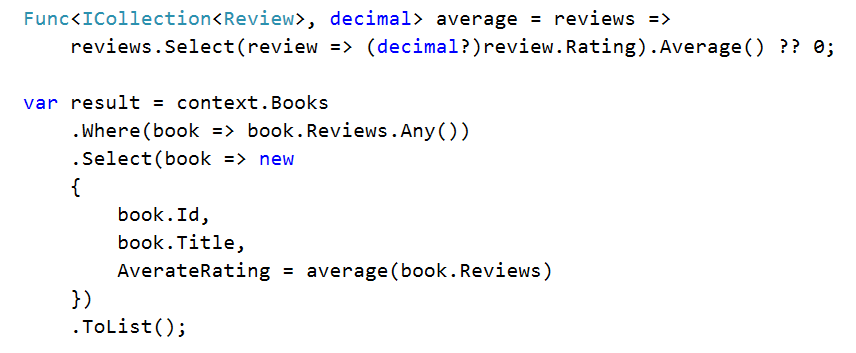 Func<ICollection<Review>, decimal> average = reviews =>
    reviews.Select(review => (decimal?)review.Rating).Average() ?? 0;

var result = context.Books
    .Where(book => book.Reviews.Any())
    .Select(book => new
    {
        book.Id,
        book.Title,
        AverateRating = average(book.Reviews)
    })
    .ToList();